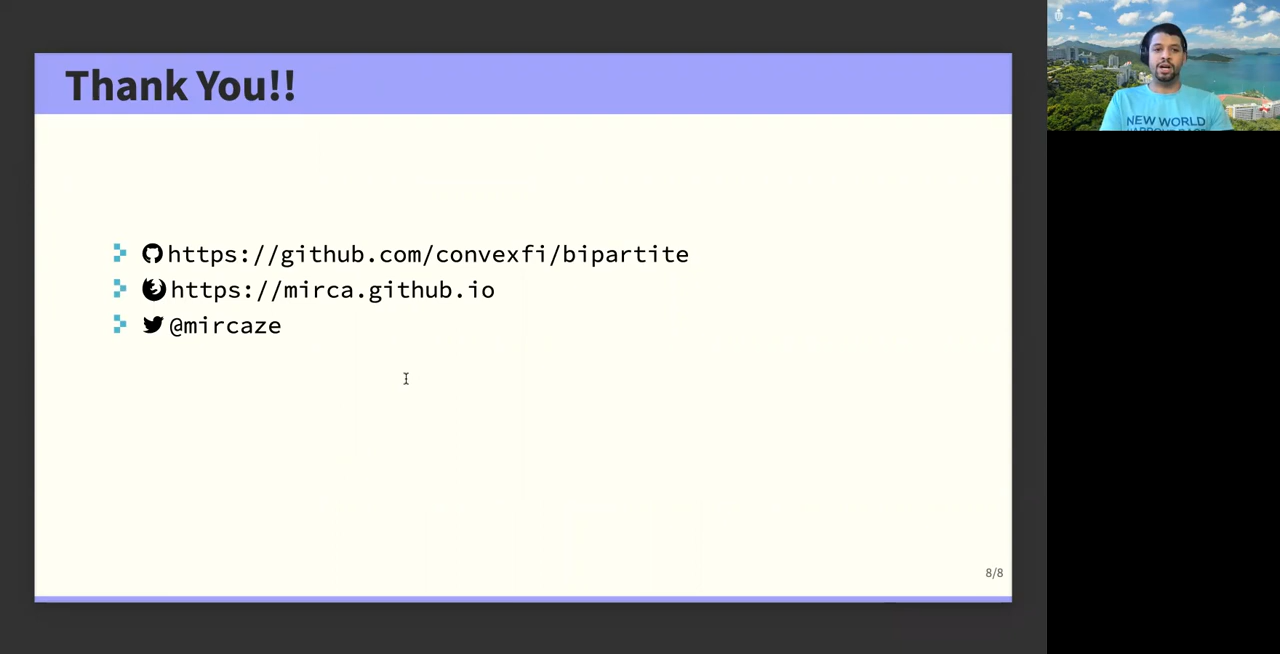 Thank You!!
https://github.com/convexfi/bipartite
https://mirca.github.io
@mircaze
8/8
NEW WORLD